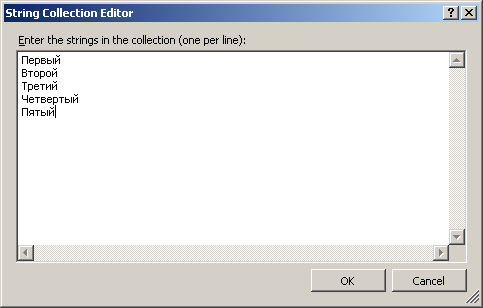 String Collection Editor
Enter the strings in the collection (one per line):
Первый
Второй
Третий
Четвертый
Пятый
OK
Cancel